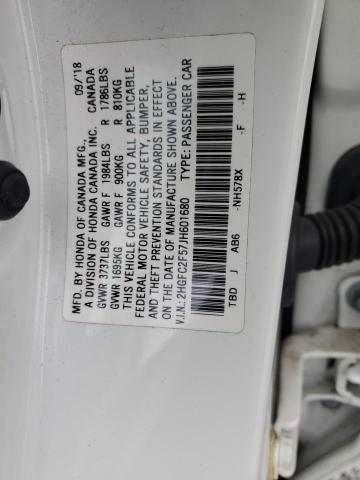 MFD. BY HONDA OF CANADA MFG., 09/'18
A DIVISION OF HONDA CANADA INC. CANADA
GVWR 3737LBS GAWR F 1984LBS R 1786LBS
GVWR 1695KG GAWR F 900KG R 810KG
THIS VEHICLE CONFORMS TO ALL APPLICABLE
FEDERAL MOTOR VEHICLE SAFETY, BUMPER,
AND THEFT PREVENTION STANDARDS IN EFFECT
ON THE DATE OF MANUFACTURE SHOWN ABOVE.
V.I.N.: 2HGFC2F57JH601680 TYPE: PASSENGER CAR
TBD J AB6 -NH578X -F -H